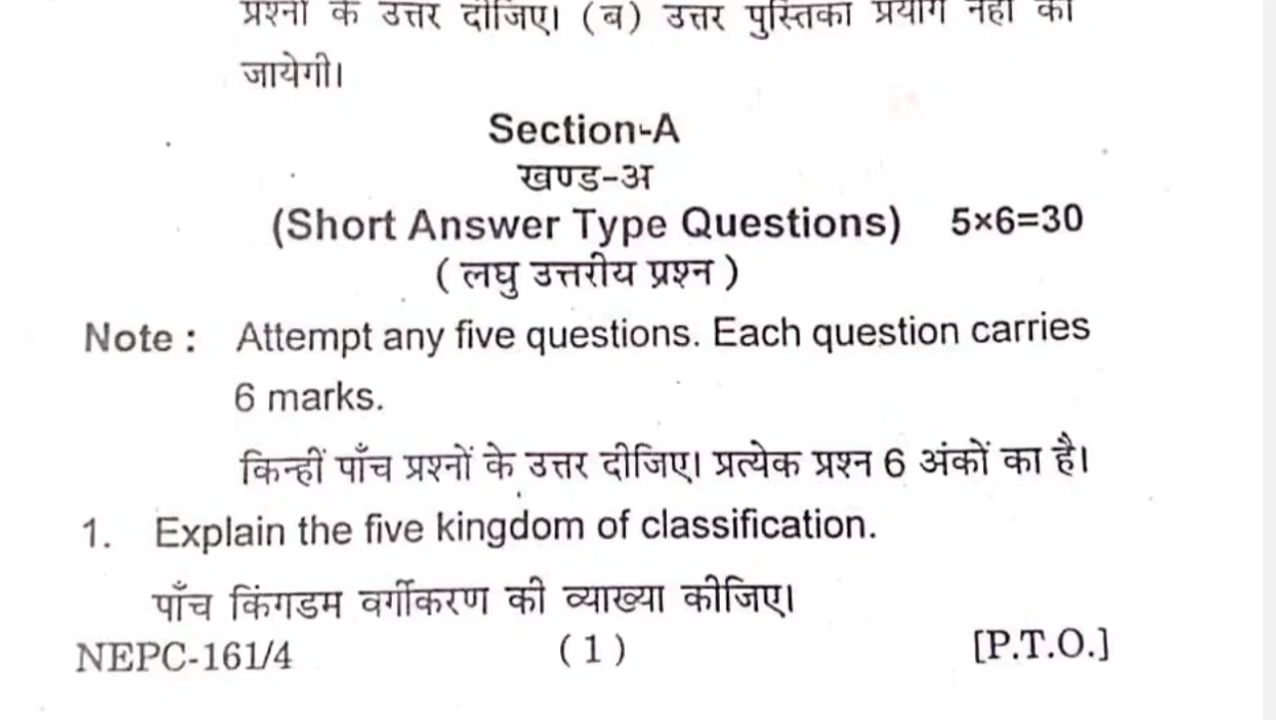 प्रश्नों के उत्तर दीजिए। (ब) उत्तर पुस्तिका प्रयोग नहीं की
जायेगी।
Section-A
खण्ड-अ
(Short Answer Type Questions) 5×6=30
( लघु उत्तरीय प्रश्न )
Note : Attempt any five questions. Each question carries
6 marks.
किन्हीं पाँच प्रश्नों के उत्तर दीजिए। प्रत्येक प्रश्न 6 अंकों का है।
1. Explain the five kingdom of classification.
पाँच किंगडम वर्गीकरण की व्याख्या कीजिए।
NEPC-161/4 ( 1 ) [P.T.O.]